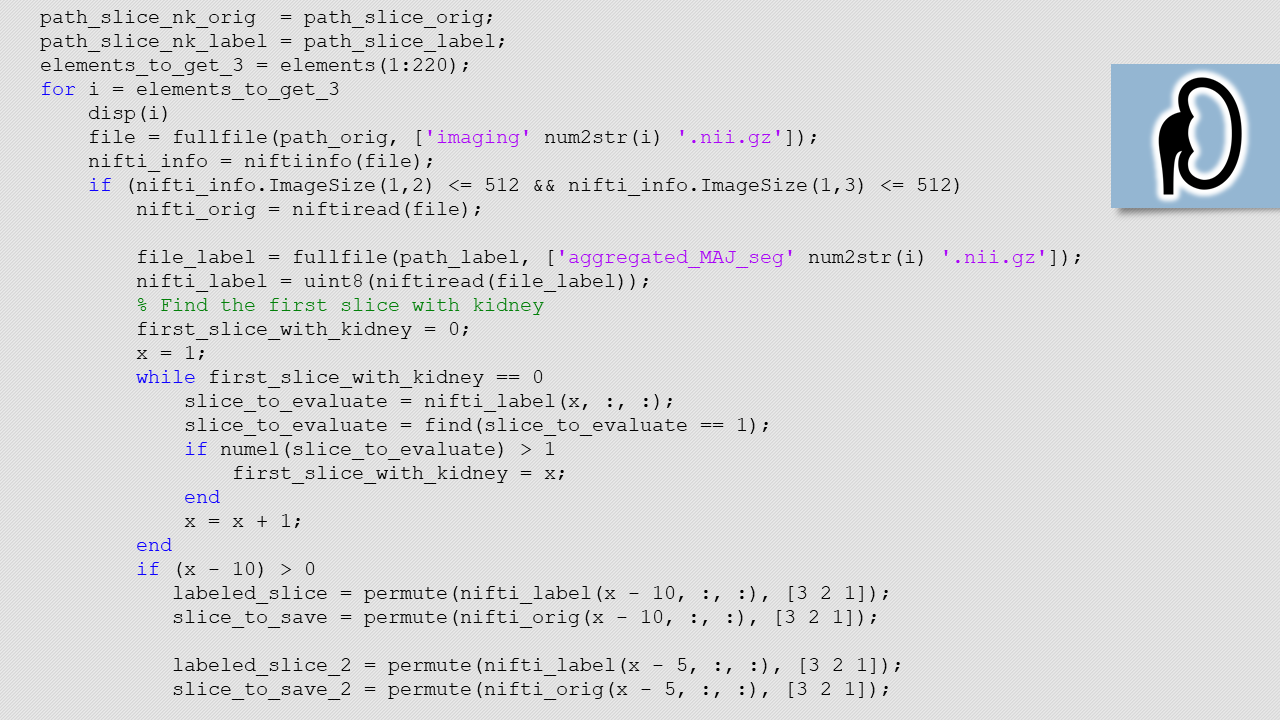 path_slice_nk_orig  = path_slice_orig;
path_slice_nk_label = path_slice_label;
elements_to_get_3 = elements(1:220);
for i = elements_to_get_3
    disp(i)
    file = fullfile(path_orig, ['imaging' num2str(i) '.nii.gz']);
    nifti_info = niftiinfo(file);
    if (nifti_info.ImageSize(1,2) <= 512 && nifti_info.ImageSize(1,3) <= 512)
        nifti_orig = niftiread(file);

        file_label = fullfile(path_label, ['aggregated_MAJ_seg' num2str(i) '.nii.gz']);
        nifti_label = uint8(niftiread(file_label));
        % Find the first slice with kidney
        first_slice_with_kidney = 0;
        x = 1;
        while first_slice_with_kidney == 0
            slice_to_evaluate = nifti_label(x, :, :);
            slice_to_evaluate = find(slice_to_evaluate == 1);
            if numel(slice_to_evaluate) > 1
                first_slice_with_kidney = x;
            end
            x = x + 1;
        end
        if (x - 10) > 0
           labeled_slice = permute(nifti_label(x - 10, :, :), [3 2 1]);
           slice_to_save = permute(nifti_orig(x - 10, :, :), [3 2 1]);

           labeled_slice_2 = permute(nifti_label(x - 5, :, :), [3 2 1]);
           slice_to_save_2 = permute(nifti_orig(x - 5, :, :), [3 2 1]);